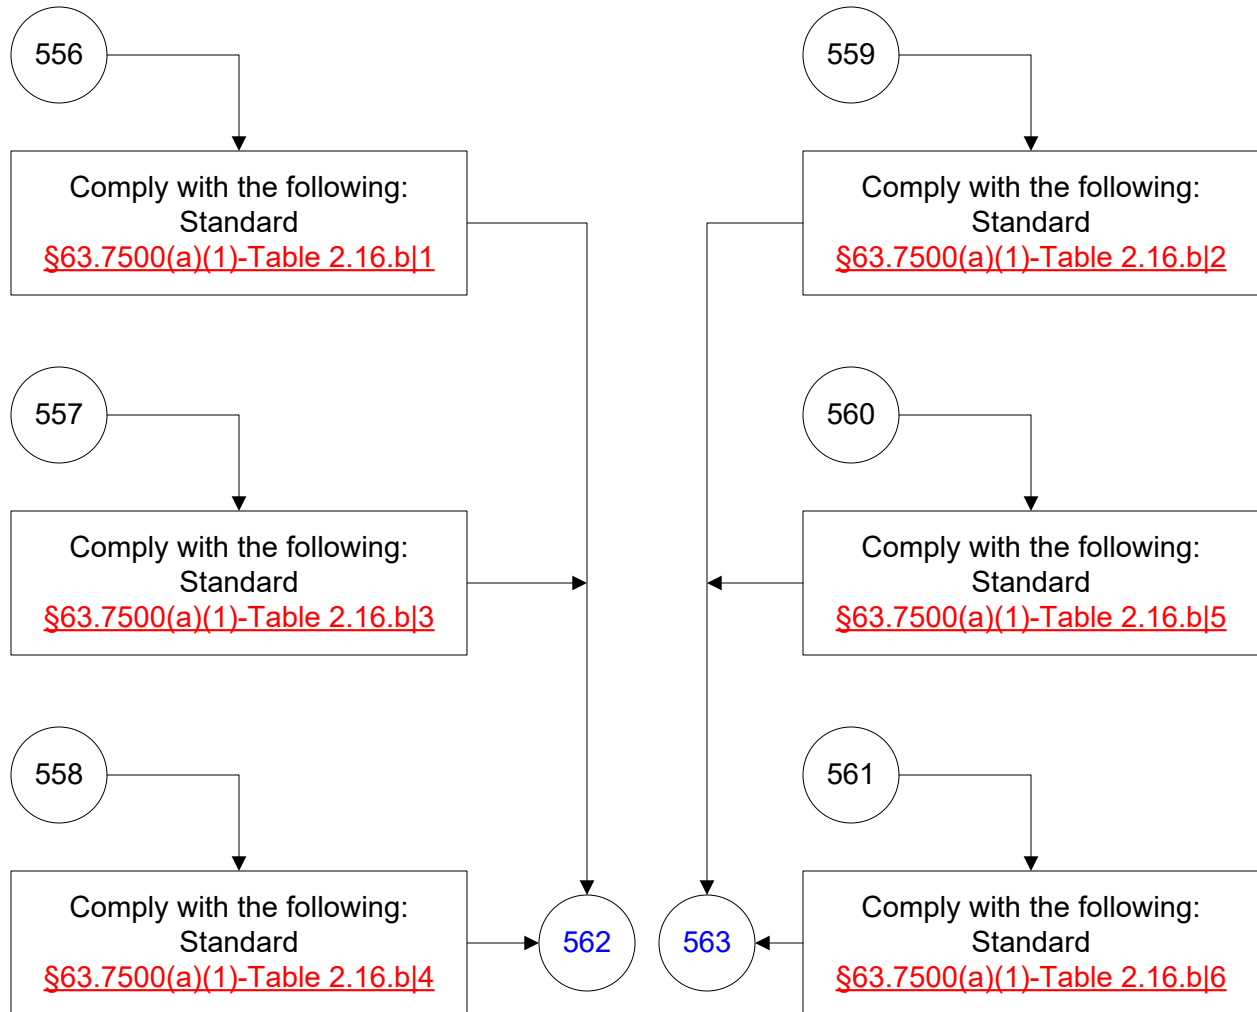 556
Comply with the following:
Standard
§63.7500(a)(1)-Table 2.16.b|1
557
Comply with the following:
Standard
§63.7500(a)(1)-Table 2.16.b|3
558
Comply with the following:
Standard
§63.7500(a)(1)-Table 2.16.b|4
562
559
Comply with the following:
Standard
§63.7500(a)(1)-Table 2.16.b|2
560
Comply with the following:
Standard
§63.7500(a)(1)-Table 2.16.b|5
561
Comply with the following:
Standard
§63.7500(a)(1)-Table 2.16.b|6
563